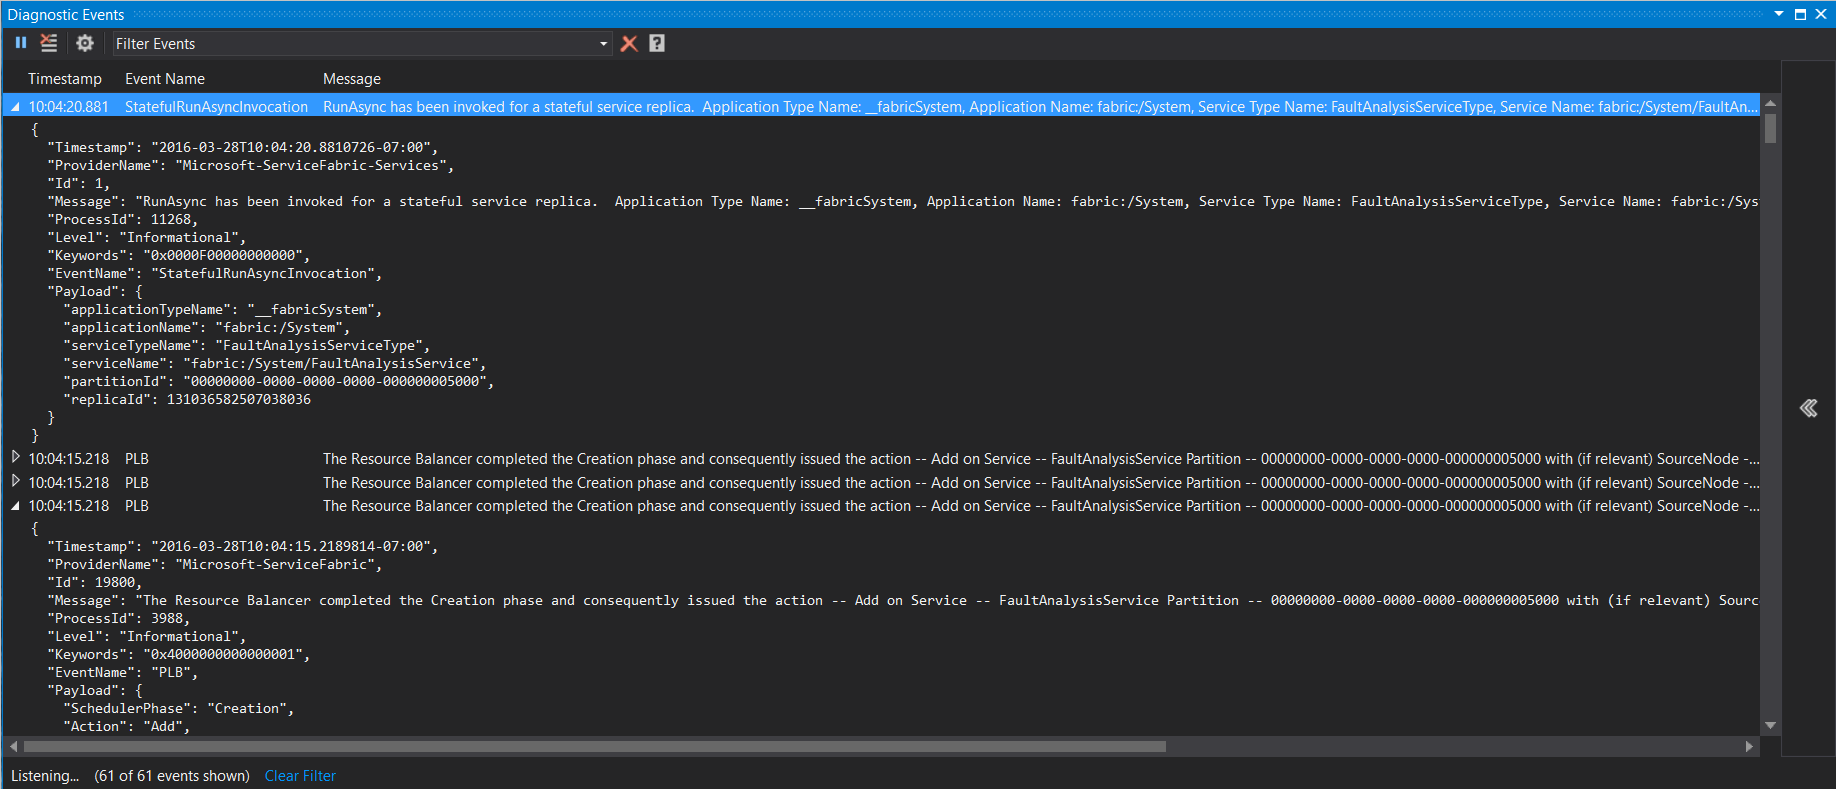 Diagnostic Events
Filter Events
Timestamp Event Name Message
10:04:20.881 StatefulRunAsyncInvocation RunAsync has been invoked for a stateful service replica.  Application Type Name: __fabricSystem, Application Name: fabric:/System, Service Type Name: FaultAnalysisServiceType, Service Name: fabric:/System/FaultAn...
{
"Timestamp": "2016-03-28T10:04:20.8810726-07:00",
"ProviderName": "Microsoft-ServiceFabric-Services",
"Id": 1,
"Message": "RunAsync has been invoked for a stateful service replica.  Application Type Name: __fabricSystem, Application Name: fabric:/System, Service Type Name: FaultAnalysisServiceType, Service Name: fabric:/Sys
"ProcessId": 11268,
"Level": "Informational",
"Keywords": "0x0000F00000000000",
"EventName": "StatefulRunAsyncInvocation",
"Payload": {
"applicationTypeName": "__fabricSystem",
"applicationName": "fabric:/System",
"serviceTypeName": "FaultAnalysisServiceType",
"serviceName": "fabric:/System/FaultAnalysisService",
"partitionId": "00000000-0000-0000-0000-000000005000",
"replicaId": 131036582507038036
}
}
10:04:15.218 PLB The Resource Balancer completed the Creation phase and consequently issued the action -- Add on Service -- FaultAnalysisService Partition -- 00000000-0000-0000-0000-000000005000 with (if relevant) SourceNode -...
10:04:15.218 PLB The Resource Balancer completed the Creation phase and consequently issued the action -- Add on Service -- FaultAnalysisService Partition -- 00000000-0000-0000-0000-000000005000 with (if relevant) SourceNode -...
10:04:15.218 PLB The Resource Balancer completed the Creation phase and consequently issued the action -- Add on Service -- FaultAnalysisService Partition -- 00000000-0000-0000-0000-000000005000 with (if relevant) SourceNode -...
{
"Timestamp": "2016-03-28T10:04:15.2189814-07:00",
"ProviderName": "Microsoft-ServiceFabric",
"Id": 19800,
"Message": "The Resource Balancer completed the Creation phase and consequently issued the action -- Add on Service -- FaultAnalysisService Partition -- 00000000-0000-0000-0000-000000005000 with (if relevant) Sourc
"ProcessId": 3988,
"Level": "Informational",
"Keywords": "0x4000000000000001",
"EventName": "PLB",
"Payload": {
"SchedulerPhase": "Creation",
"Action": "Add",
Listening... (61 of 61 events shown) Clear Filter